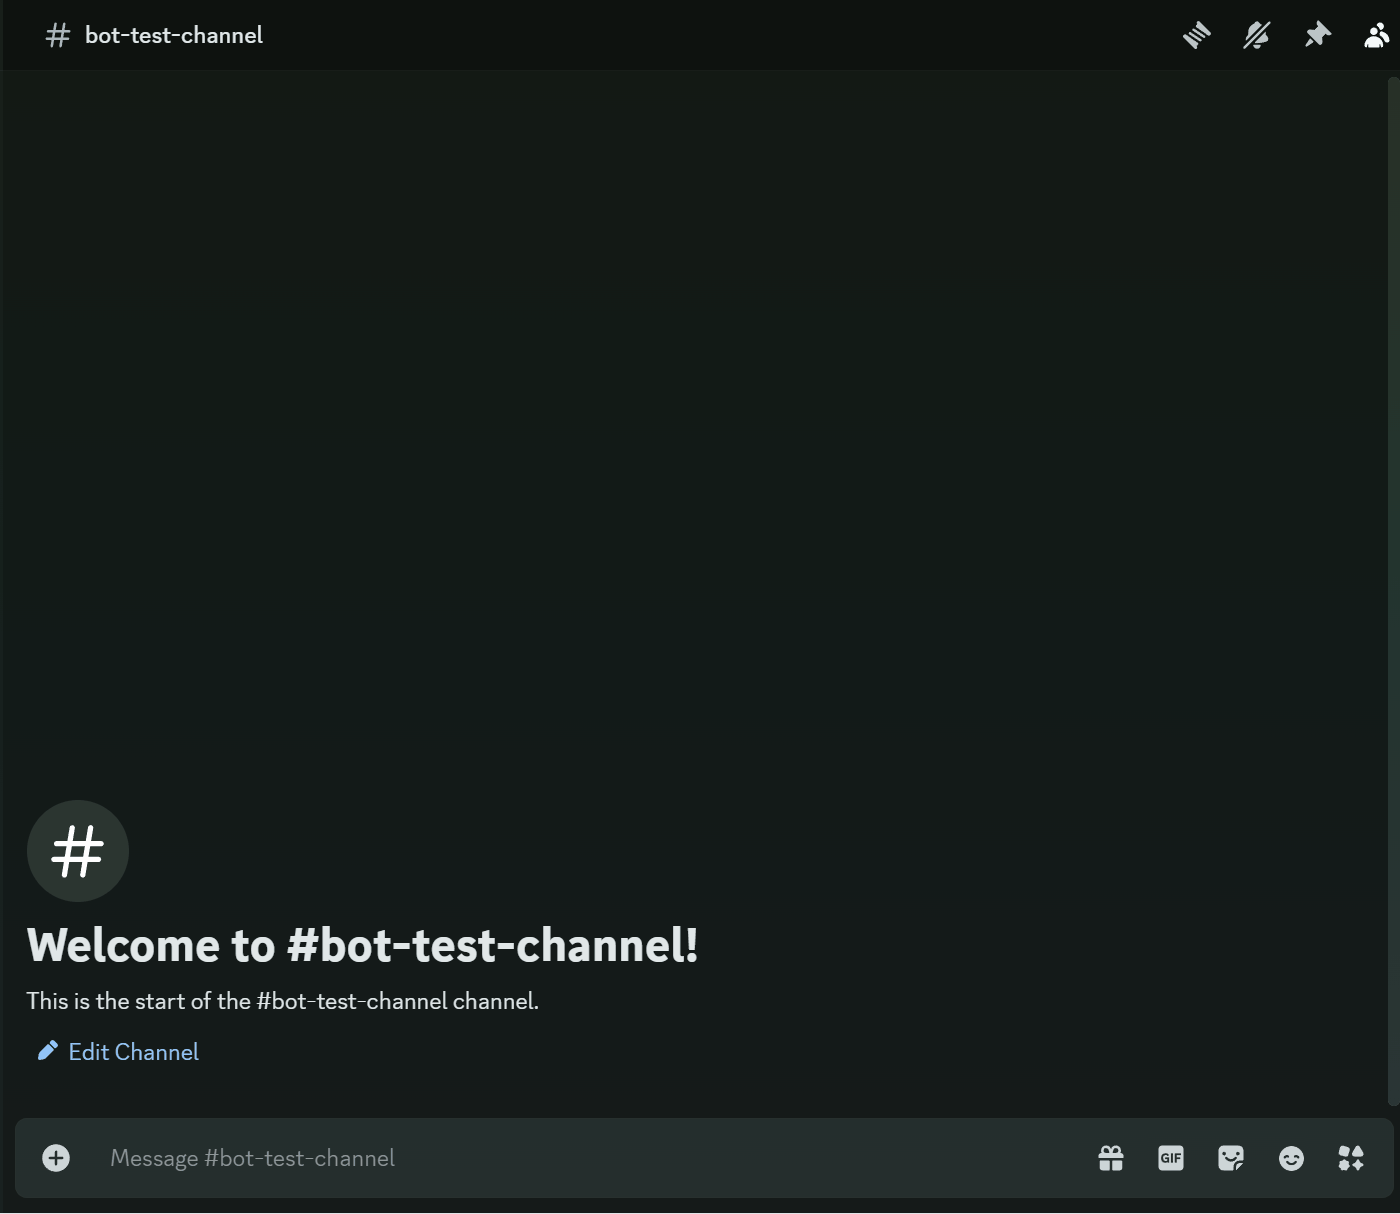 # bot-test-channel
#
Welcome to #bot-test-channel!
This is the start of the #bot-test-channel channel.
Edit Channel
Message #bot-test-channel
GIF